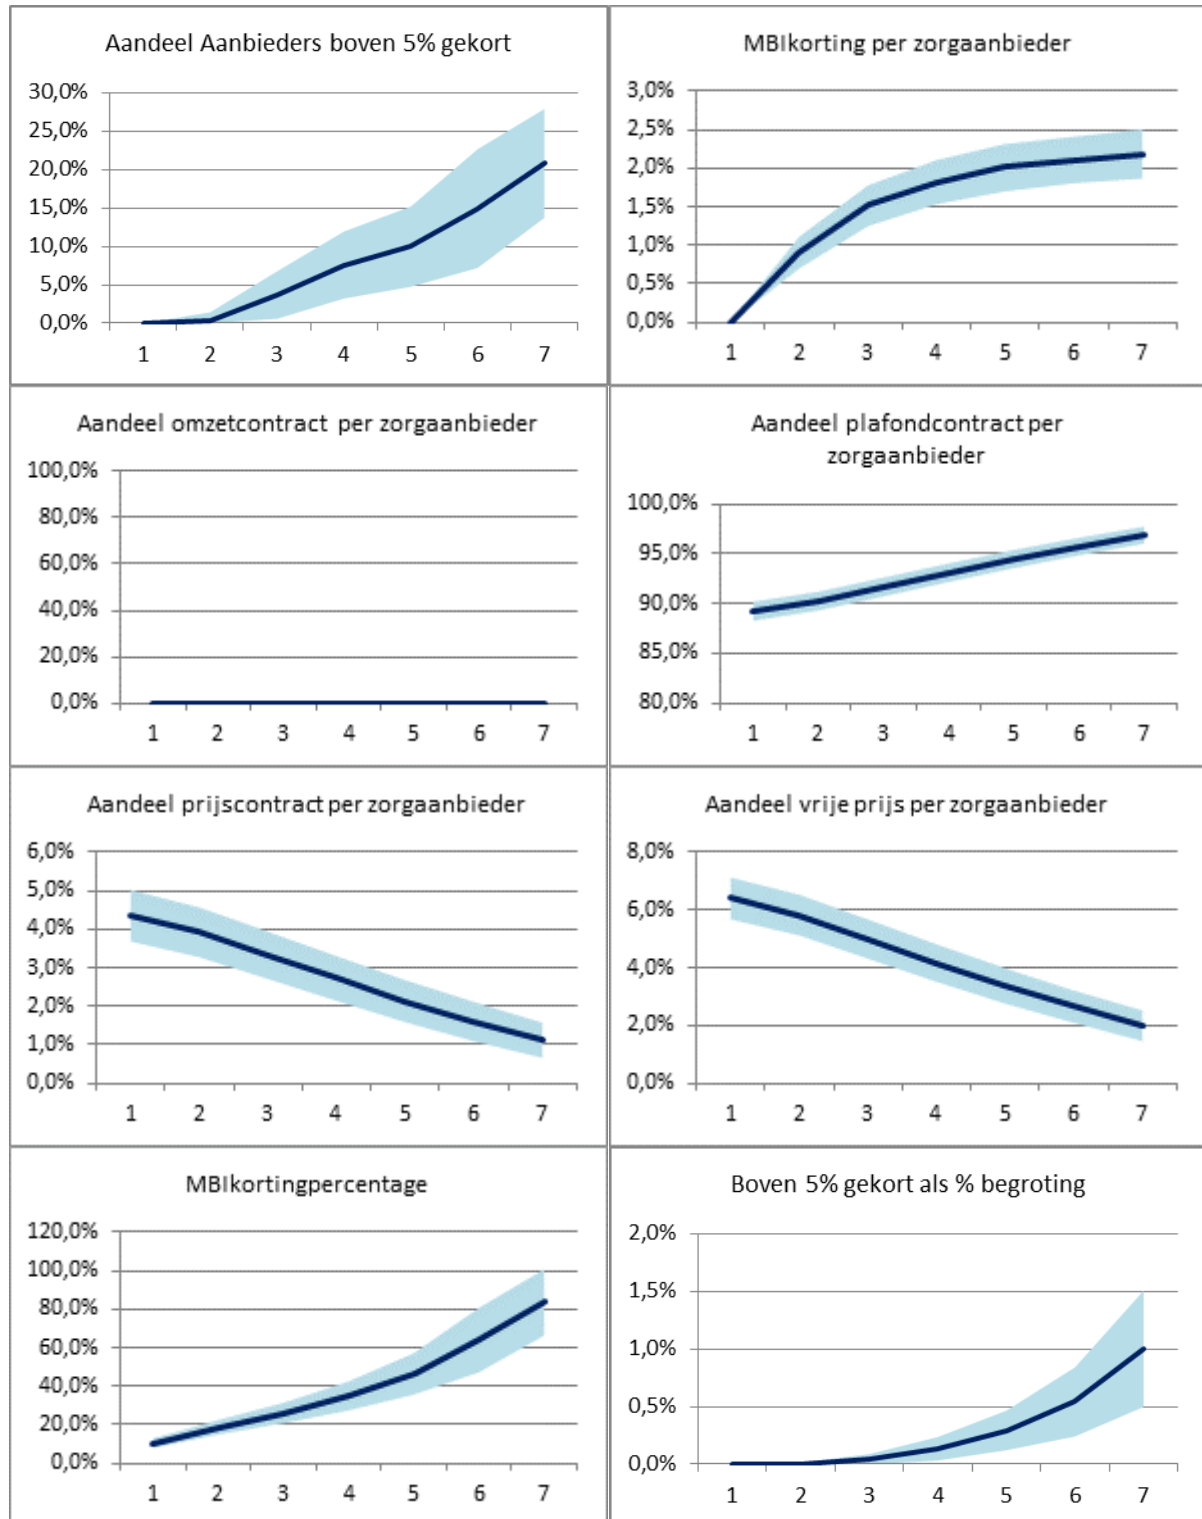 Aandeel Aanbieders boven 5% gekort
30,0%
25,0%
20,0%
15,0%
10,0%
5,0%
0,0%
1 2 3 4 5 6 7
MBIkorting per zorgaanbieder
3,0%
2,5%
2,0%
1,5%
1,0%
0,5%
0,0%
1 2 3 4 5 6 7
Aandeel omzetcontract per zorgaanbieder
100,0%
80,0%
60,0%
40,0%
20,0%
0,0%
1 2 3 4 5 6 7
Aandeel plafondcontract per
zorgaanbieder
100,0%
95,0%
90,0%
85,0%
80,0%
1 2 3 4 5 6 7
Aandeel prijscontract per zorgaanbieder
6,0%
5,0%
4,0%
3,0%
2,0%
1,0%
0,0%
1 2 3 4 5 6 7
Aandeel vrije prijs per zorgaanbieder
8,0%
6,0%
4,0%
2,0%
0,0%
1 2 3 4 5 6 7
MBIkortingpercentage
120,0%
100,0%
80,0%
60,0%
40,0%
20,0%
0,0%
1 2 3 4 5 6 7
Boven 5% gekort als % begroting
2,0%
1,5%
1,0%
0,5%
0,0%
1 2 3 4 5 6 7